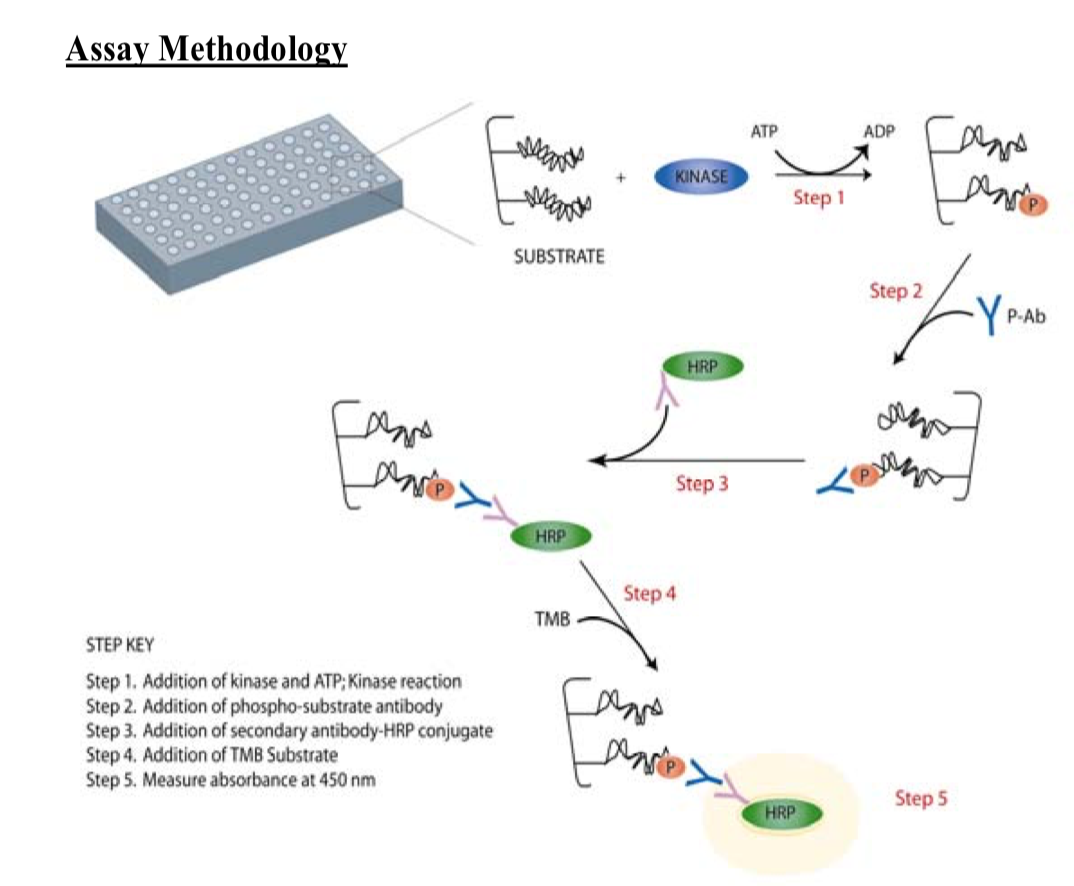 Assay Methodology
ATP
ADP
+
KINASE
Step 1
P
SUBSTRATE
Step 2
P-Ab
HRP
Step 3
P
P
HRP
Step 4
TMB
STEP KEY
Step 1. Addition of kinase and ATP; Kinase reaction
Step 2. Addition of phospho-substrate antibody
Step 3. Addition of secondary antibody-HRP conjugate
Step 4. Addition of TMB Substrate
Step 5. Measure absorbance at 450 nm
P
HRP
Step 5